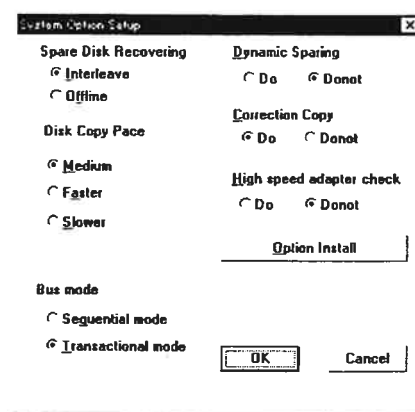 System Option Setup
Spare Disk Recovering
Interleave
Offline
Disk Copy Pace
Medium
Faster
Slower
Bus mode
Sequential mode
Transactional mode
Dynamic Sparing
Do Donot
Correction Copy
Do Donot
High speed adapter check
Do Donot
Option Install
OK Cancel